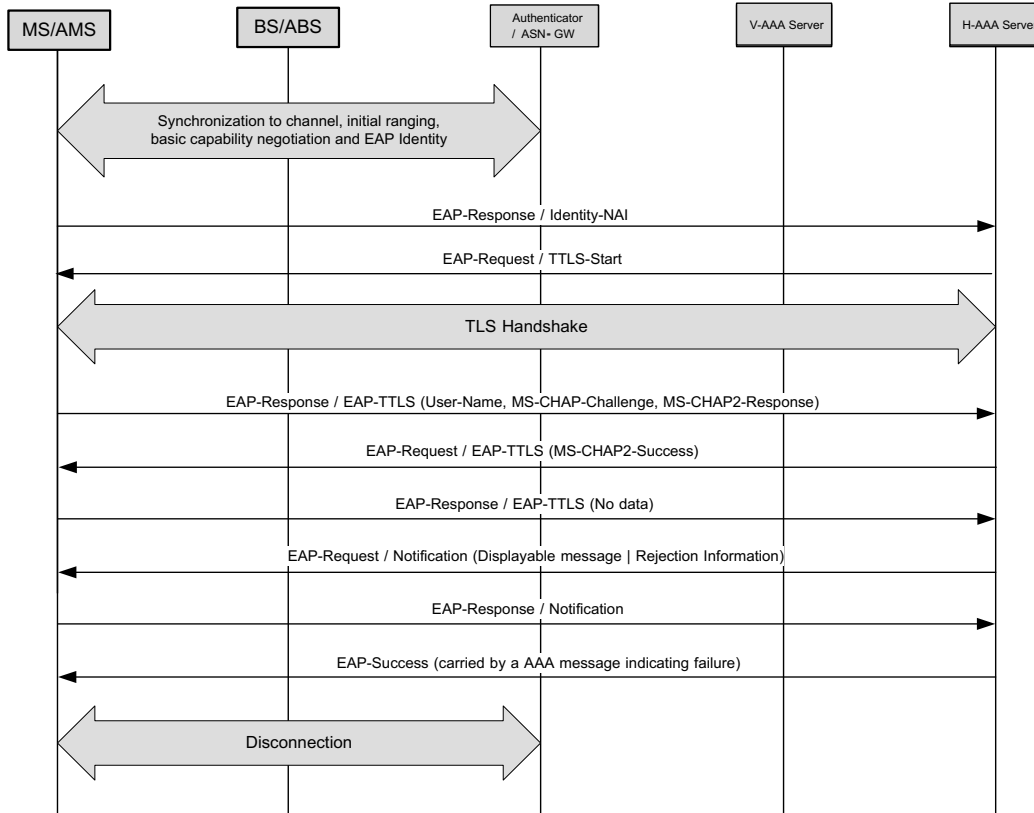 MS/AMS
BS/ABS
Authenticator
/ ASN- GW
V-AAA Server
H-AAA Server
Synchronization to channel, initial ranging,
basic capability negotiation and EAP Identity
EAP-Response / Identity-NAI
EAP-Request / TTLS-Start
TLS Handshake
EAP-Response / EAP-TTLS (User-Name, MS-CHAP-Challenge, MS-CHAP2-Response)
EAP-Request / EAP-TTLS (MS-CHAP2-Success)
EAP-Response / EAP-TTLS (No data)
EAP-Request / Notification (Displayable message | Rejection Information)
EAP-Response / Notification
EAP-Success (carried by a AAA message indicating failure)
Disconnection